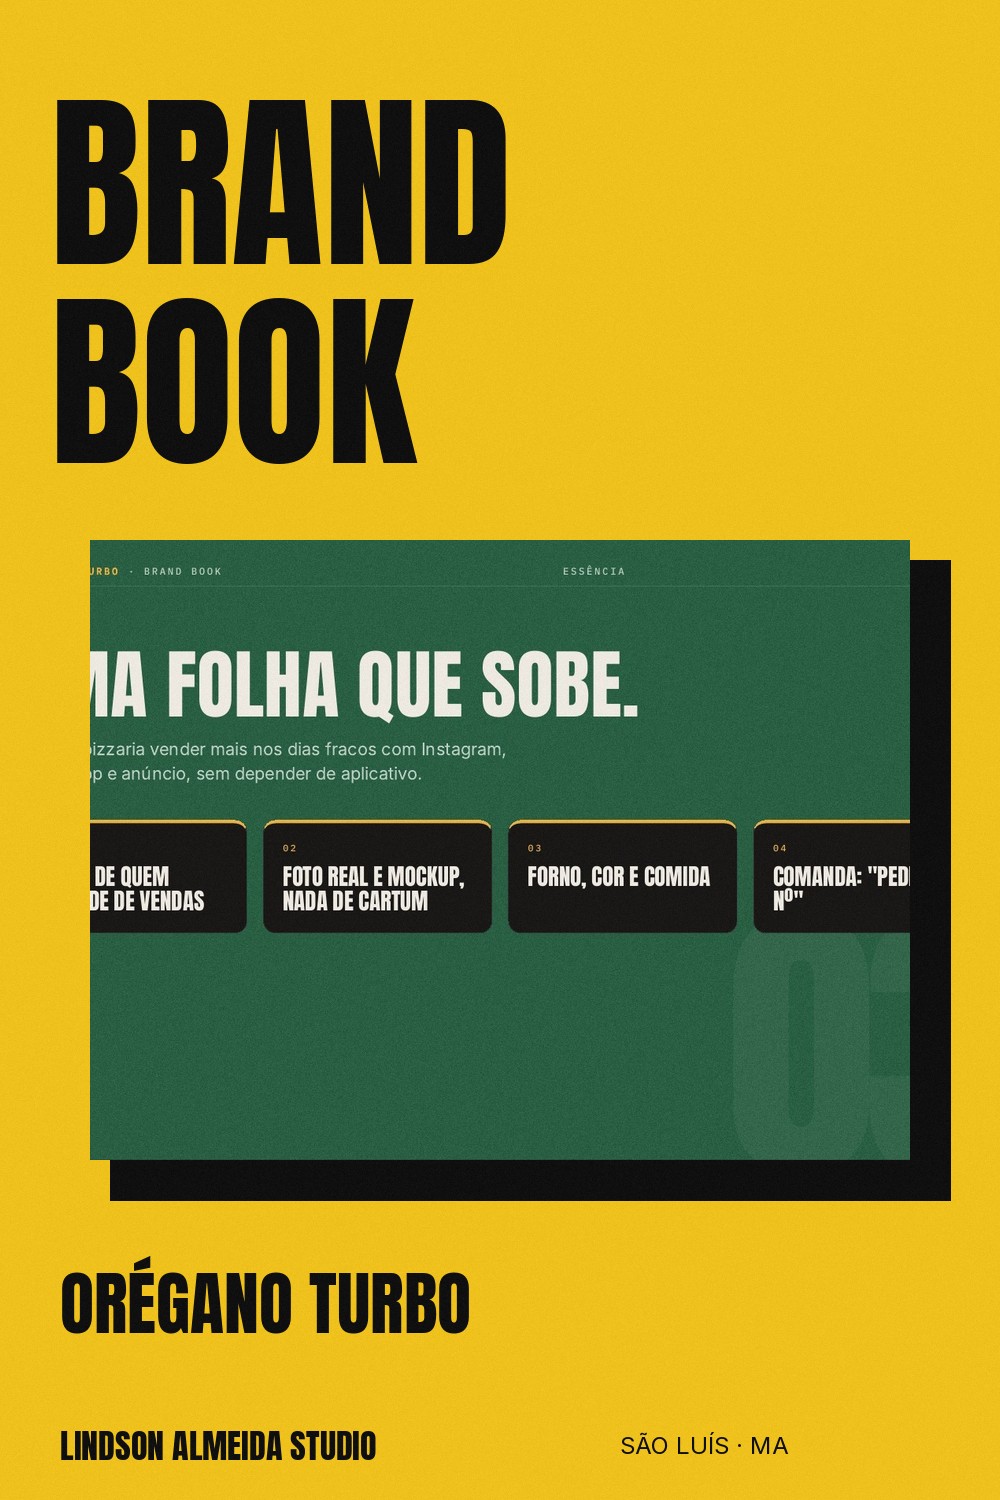 BRAND
BOOK
URBO · BRAND BOOK
ESSÊNCIA
MA FOLHA QUE SOBE.
pizzaria vender mais nos dias fracos com Instagram,
pp e anúncio, sem depender de aplicativo.
DE QUEM
DE DE VENDAS
02
FOTO REAL E MOCKUP,
NADA DE CARTUM
03
FORNO, COR E COMIDA
04
COMANDA: "PEDI
Nº"
ORÉGANO TURBO
LINDSON ALMEIDA STUDIO
SÃO LUÍS · MA